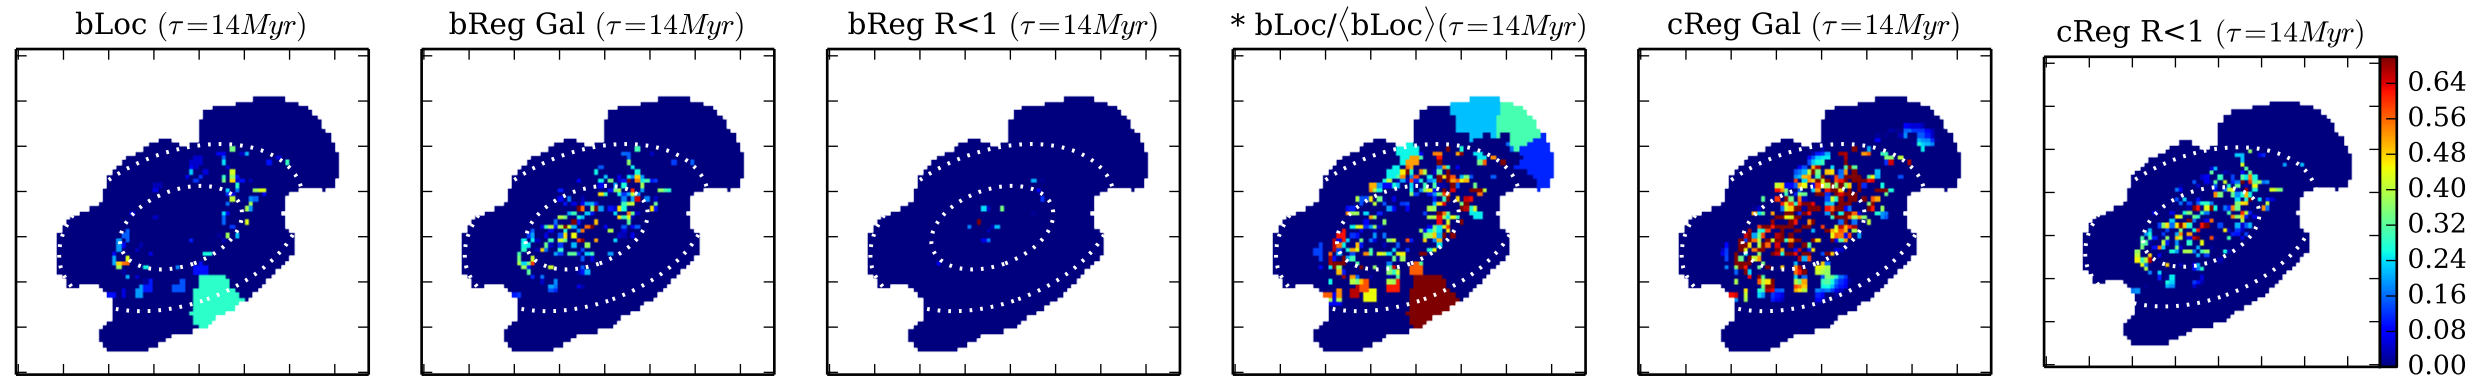 bLoc (τ=14Myr)
bReg Gal (τ=14Myr)
bReg R<1 (τ=14Myr)
* bLoc/⟨bLoc⟩(τ=14Myr)
cReg Gal (τ=14Myr)
cReg R<1 (τ=14Myr)
0.64
0.56
0.48
0.40
0.32
0.24
0.16
0.08
0.00